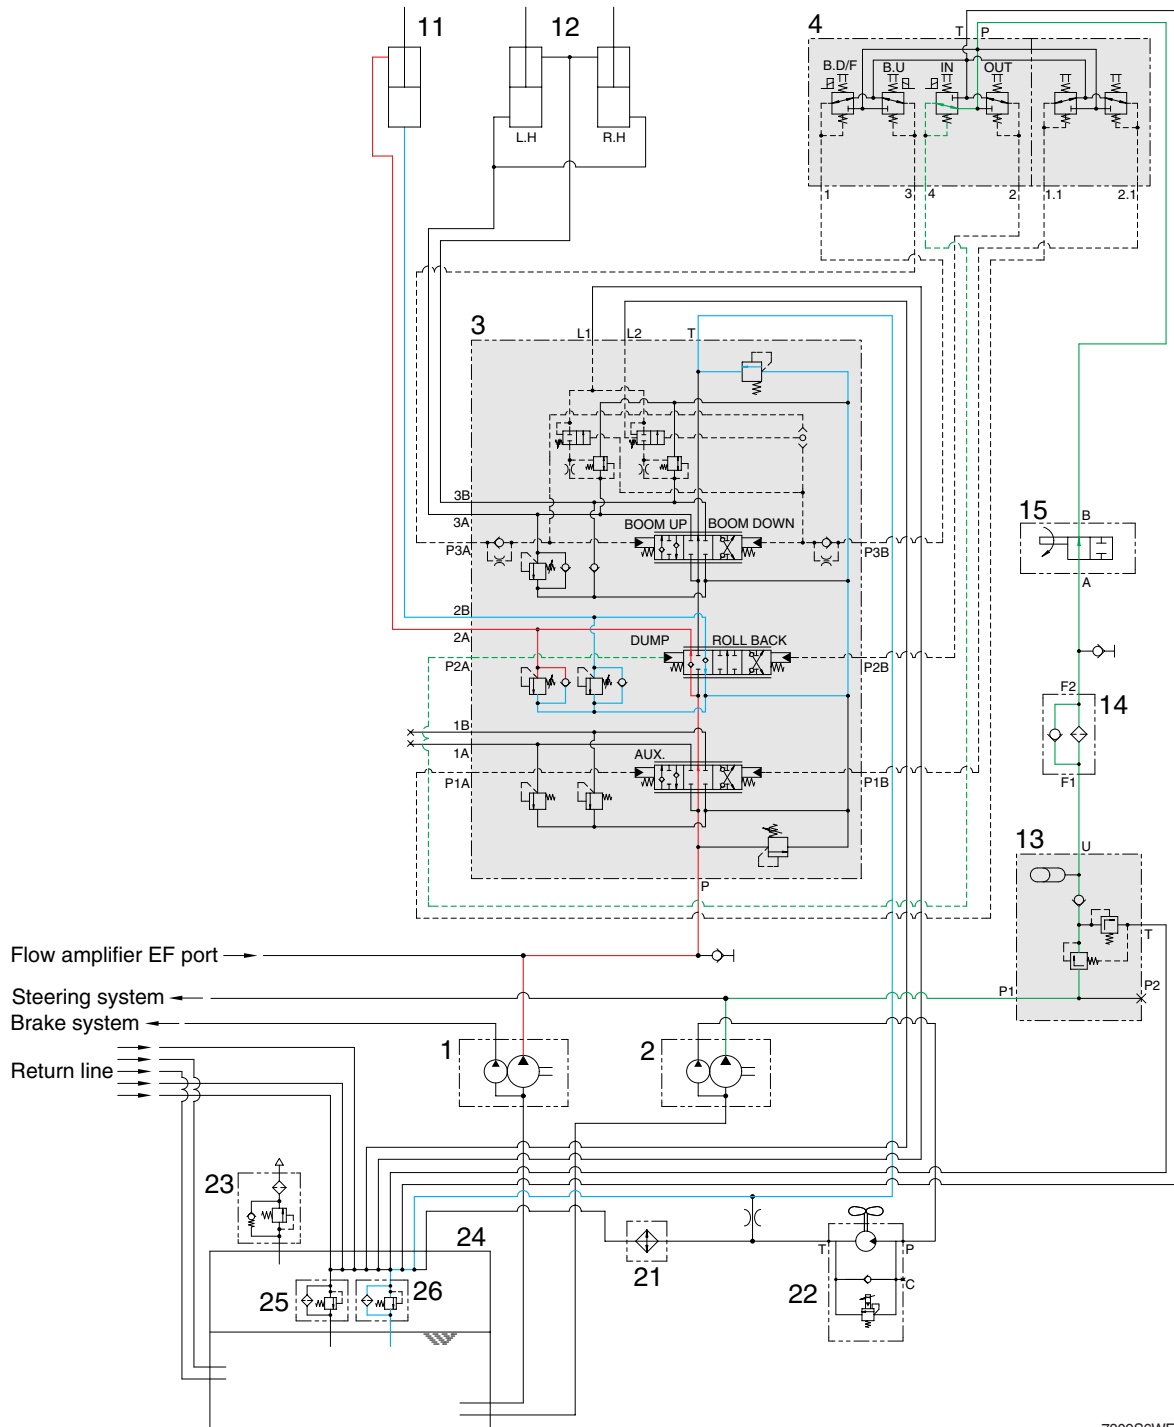 11
12
4
T
P
B.D/F
B.U
IN
OUT
L.H
R.H
1
3
4
2
1.1
2.1
3
L1
L2
T
3B
3A
BOOM UP
BOOM DOWN
P3A
P3B
15
B
A
2B
2A
DUMP
ROLL BACK
P2A
P2B
F2
14
1B
1A
AUX.
P1A
P1B
F1
13
U
P
T
Flow amplifier EF port
Steering system
P1
P2
Brake system
1
2
Return line
23
24
T
P
21
C
25
26
22